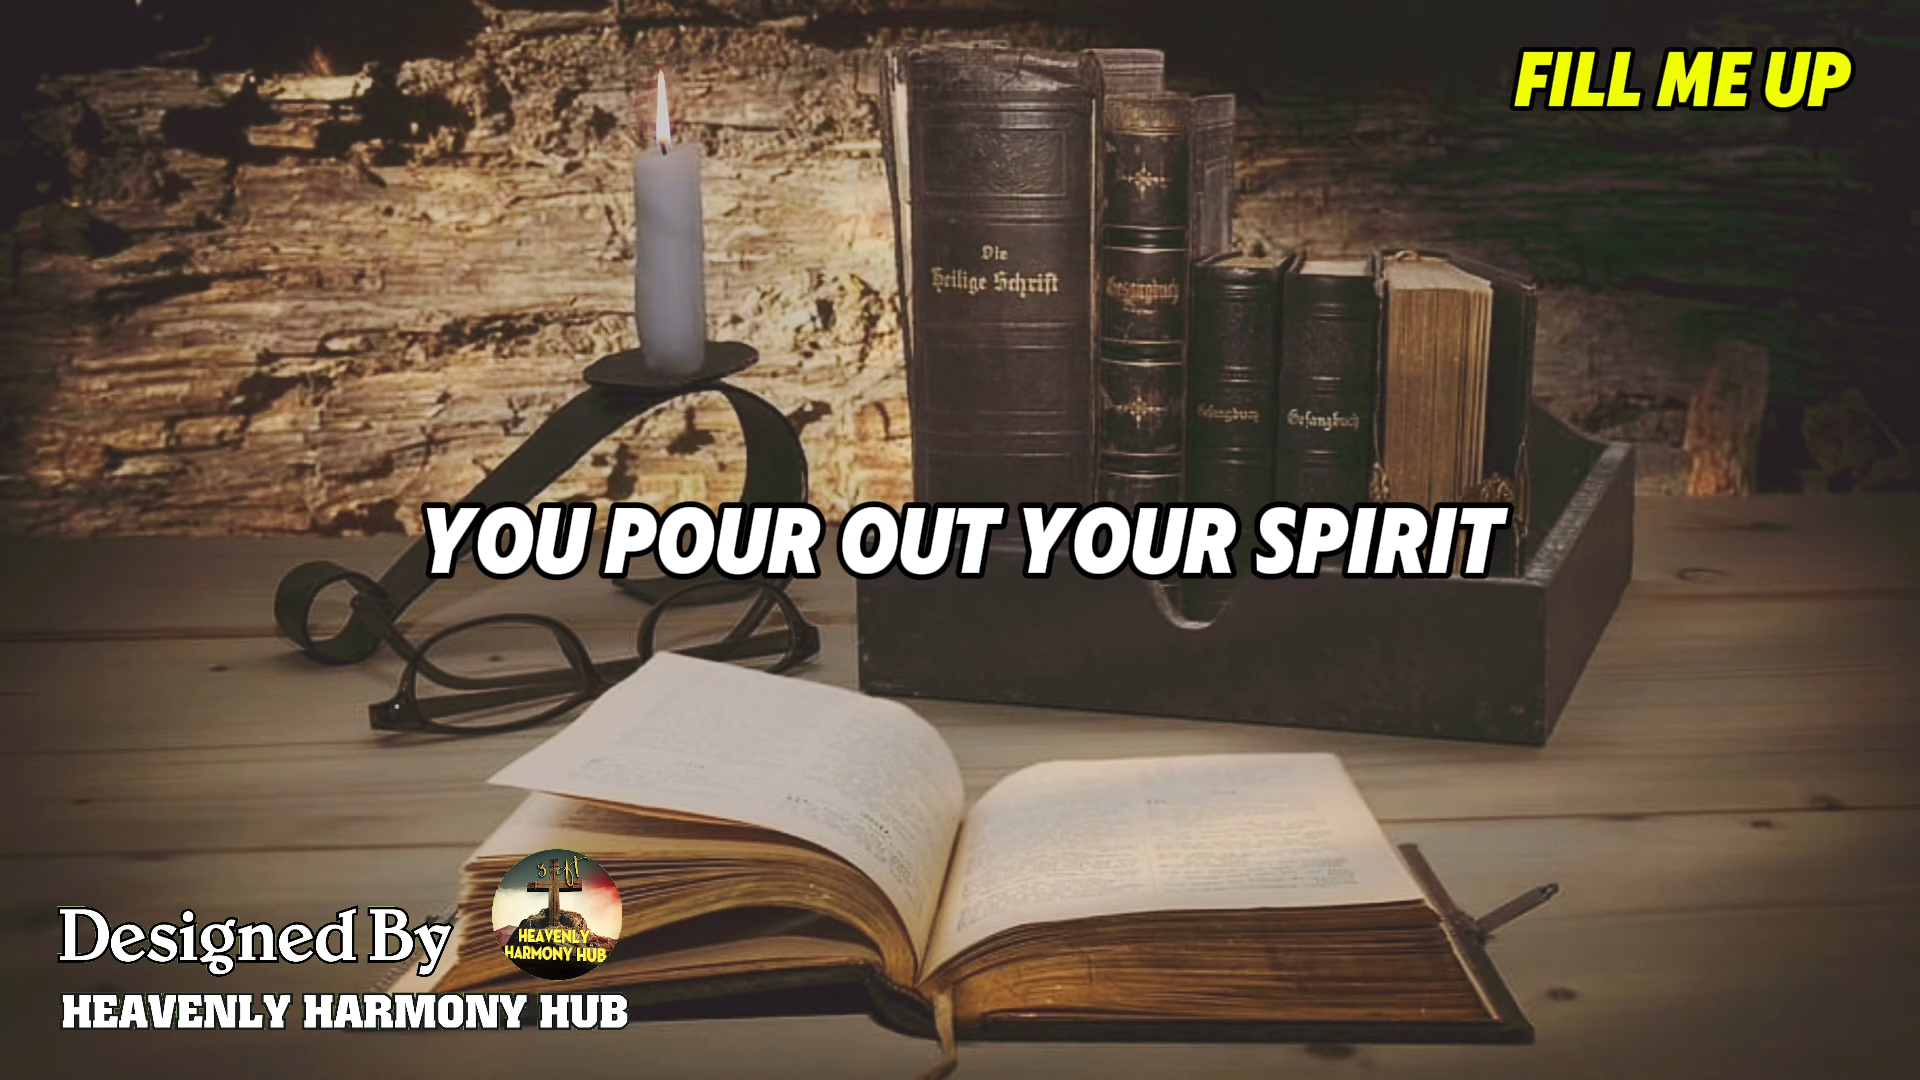 FILL ME UP
Die
Heilige Schrift
Gesangbuch
Gesangbuch
Gesangbuch
YOU POUR OUT YOUR SPIRIT
Designed By
HEAVENLY
HARMONY HUB
HEAVENLY HARMONY HUB